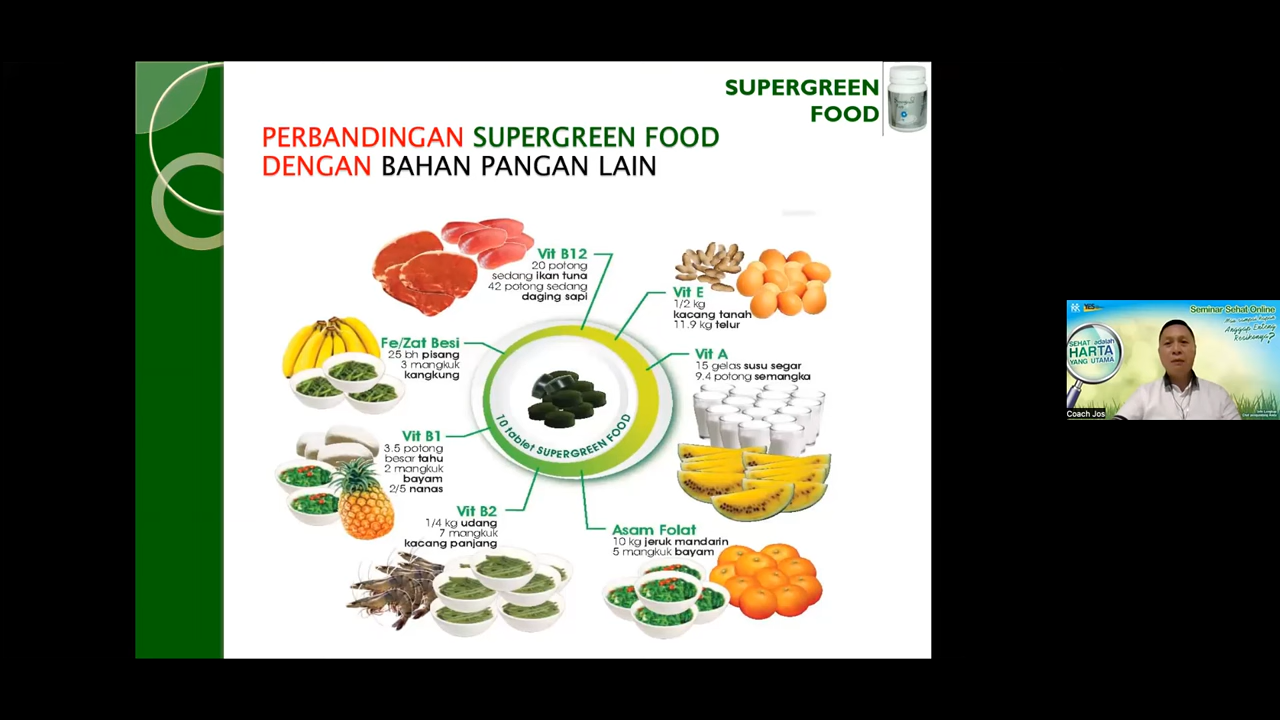 SUPERGREEN
FOOD
PERBANDINGAN SUPERGREEN FOOD
DENGAN BAHAN PANGAN LAIN
Vit B12
20 potong
sedang ikan tuna
42 potong sedang
daging sapi
Vit E
1/2 kg
kacang tanah
11.9 kg telur
Fe/Zat Besi
25 bh pisang
3 mangkuk
kangkung
Vit A
15 gelas susu segar
9.4 potong semangka
10 tablet SUPERGREEN FOOD
Vit B1
3.5 potong
besar tahu
2 mangkuk
bayam
2/5 nanas
Vit B2
1/4 kg udang
7 mangkuk
kacang panjang
Asam Folat
10 kg jeruk mandarin
5 mangkuk bayam
YES
Seminar Sehat Online
Anggap Enteng
SEHAT adalah
HARTA
YANG UTAMA
Coach Jos